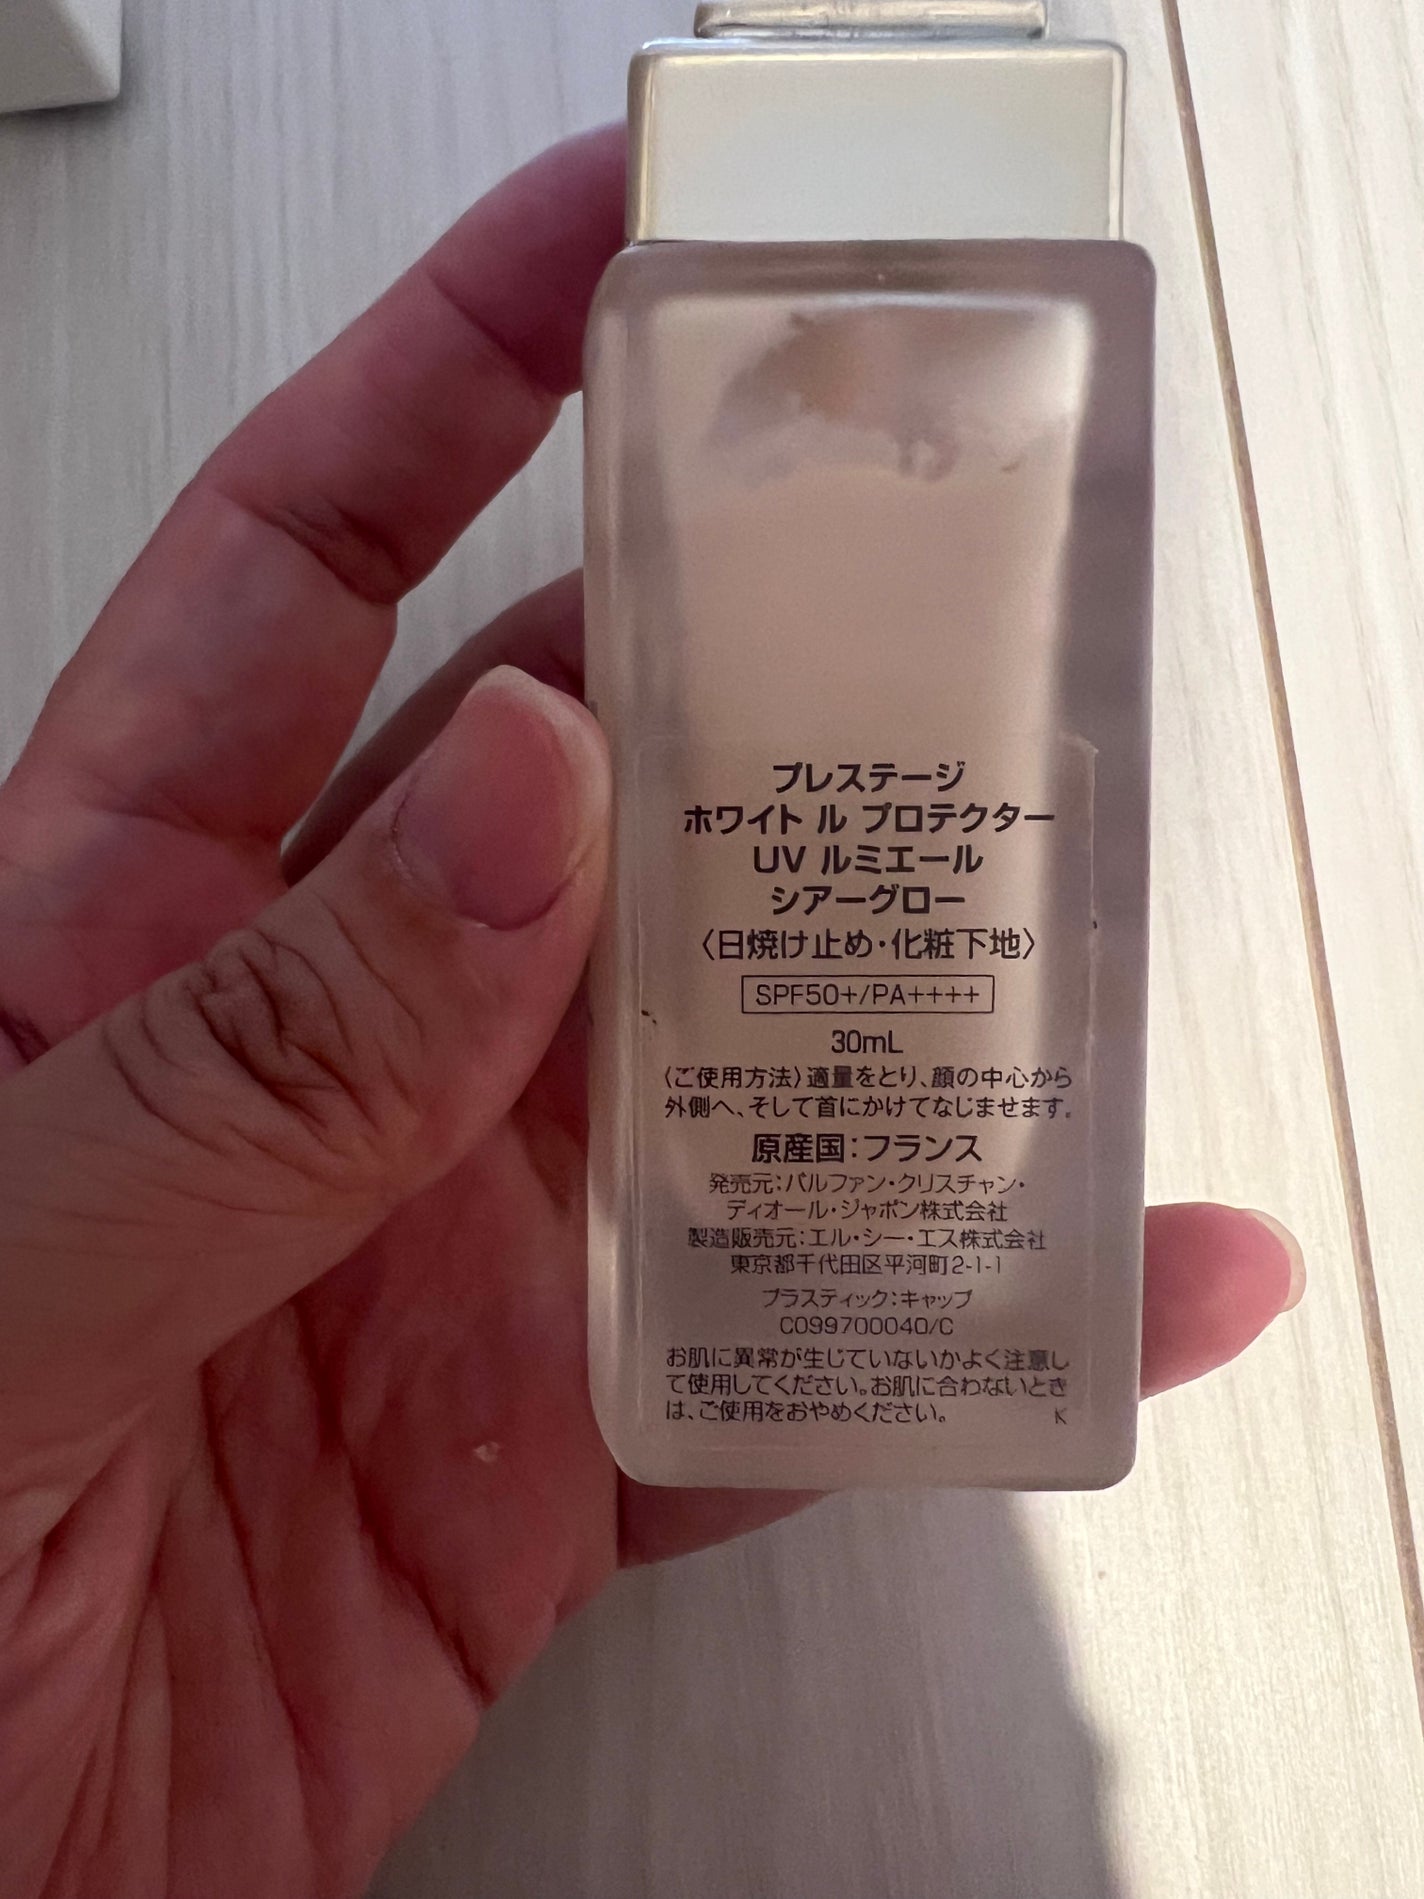 プレステージ
ホワイト ル プロテクター
UV ルミエール
シアーグロー
〈日焼け止め・化粧下地〉
SPF50+/PA++++
30mL
〈ご使用方法〉適量をとり、顔の中心から
外側へ、そして首にかけてなじませます。
原産国：フランス
発売元：パルファン・クリスチャン・
ディオール・ジャポン株式会社
製造販売元：エル・シー・エス株式会社
東京都千代田区平河町2-1-1
プラスティック：キャップ
C099700040/C
お肌に異常が生じていないかよく注意し
て使用してください。お肌に合わないとき
は、ご使用をおやめください。 K